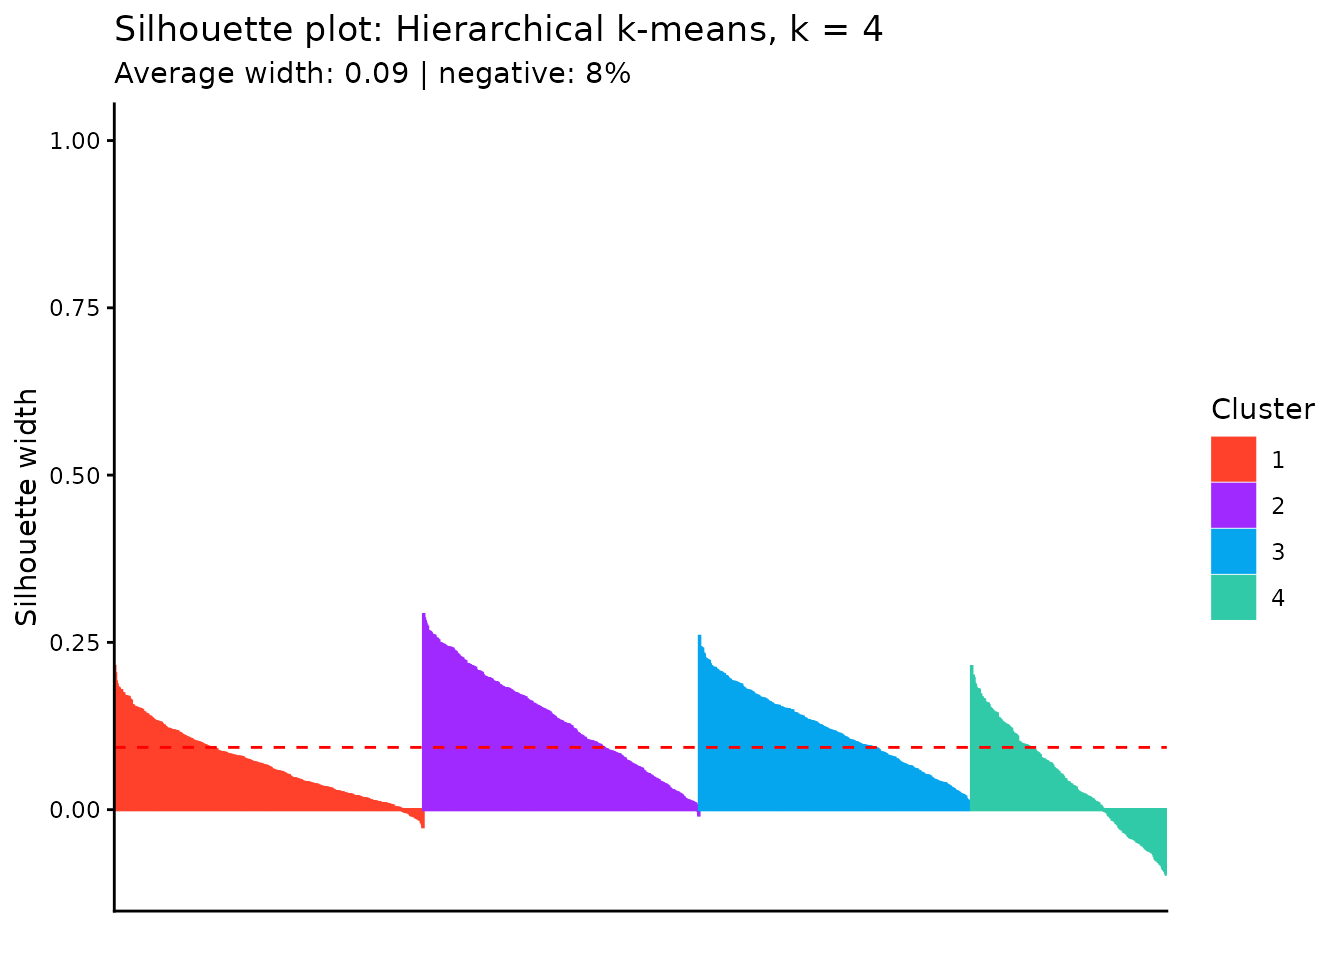 Silhouette plot: Hierarchical k-means, k = 4
Average width: 0.09 | negative: 8%
1.00
0.75
0.50
0.25
0.00
Silhouette width
Cluster
1
2
3
4